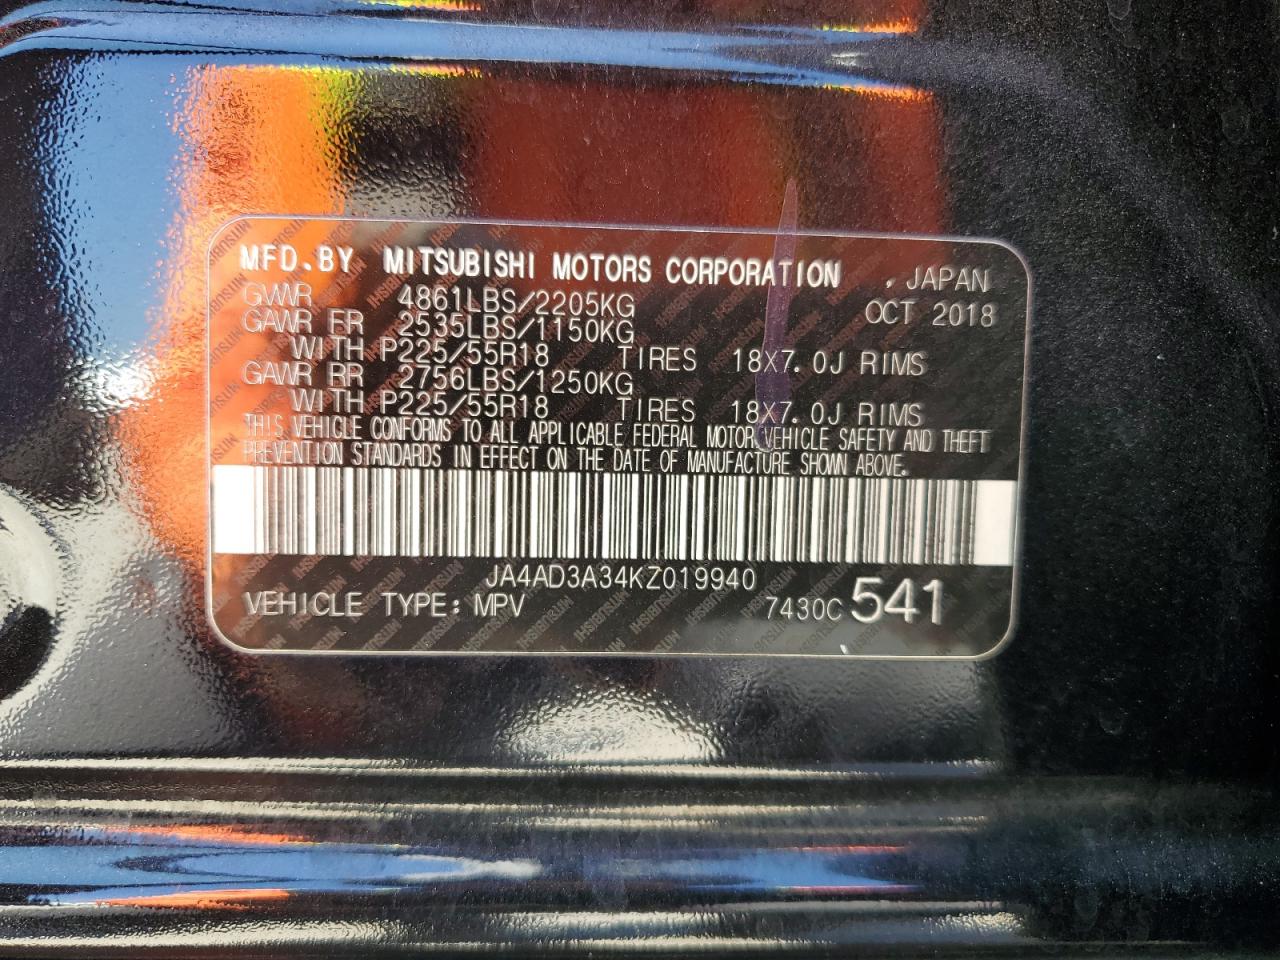 MFD.BY MITSUBISHI MOTORS CORPORATION , JAPAN
GVWR 4861LBS/2205KG OCT 2018
GAWR FR 2535LBS/1150KG
WITH P225/55R18 TIRES 18X7.0J RIMS
GAWR RR 2756LBS/1250KG
WITH P225/55R18 TIRES 18X7.0J RIMS
THIS VEHICLE CONFORMS TO ALL APPLICABLE FEDERAL MOTOR VEHICLE SAFETY AND THEFT
PREVENTION STANDARDS IN EFFECT ON THE DATE OF MANUFACTURE SHOWN ABOVE.
JA4AD3A34KZ019940
VEHICLE TYPE: MPV 7430C 541